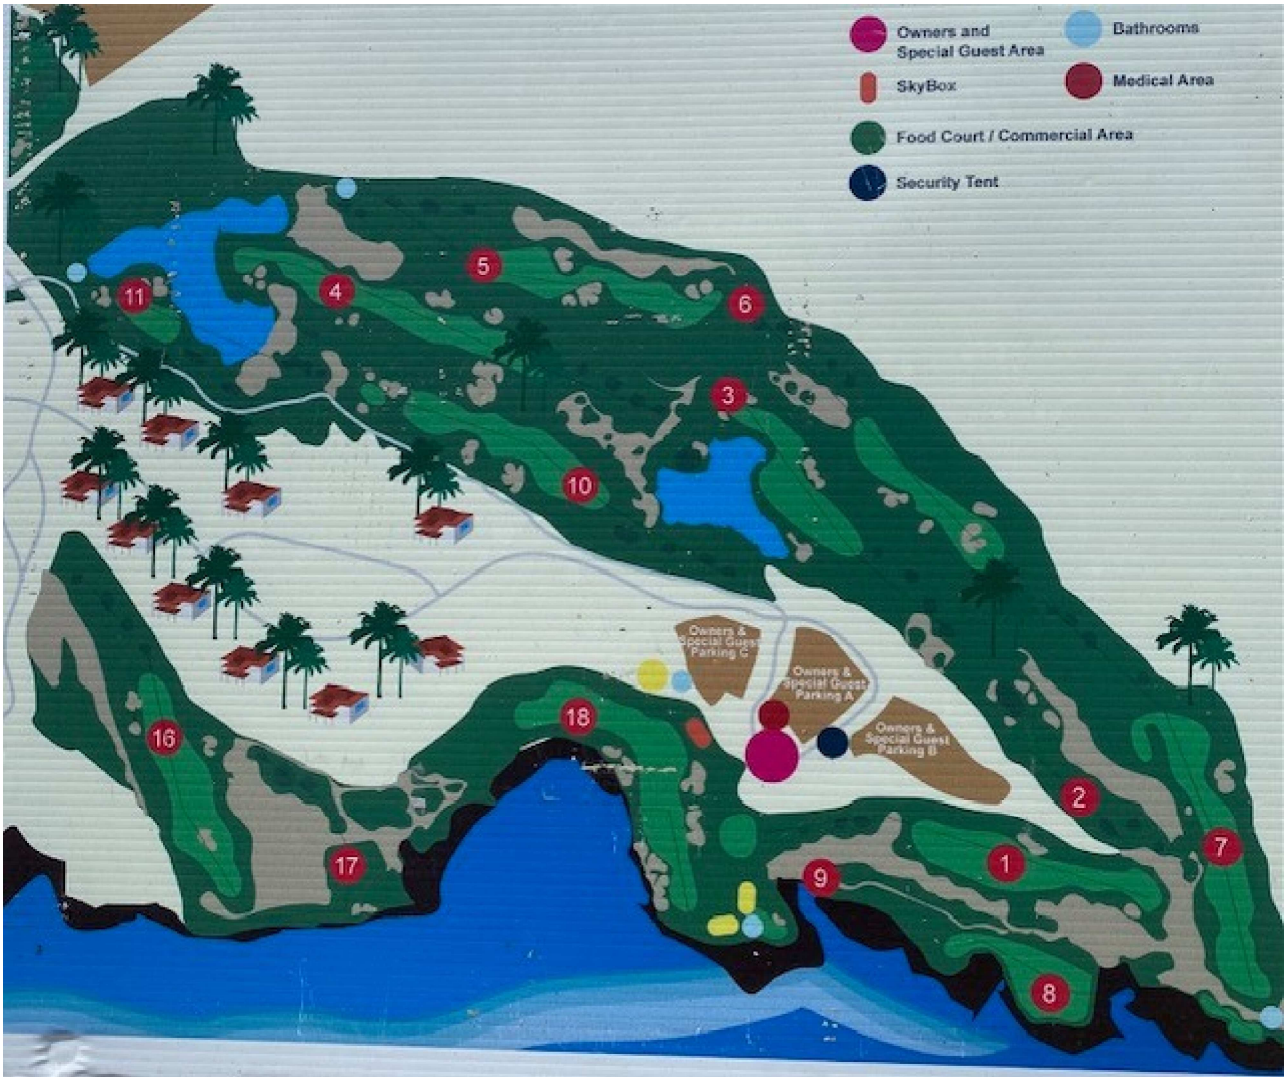 Owners and
Special Guest Area
Bathrooms
SkyBox
Medical Area
Food Court / Commercial Area
Security Tent
5
11
4
6
3
10
Owners &
Special Guest
Parking C
Owners &
Special Guest
Parking A
18
16
Owners &
Special Guest
Parking B
2
7
17
1
9
8